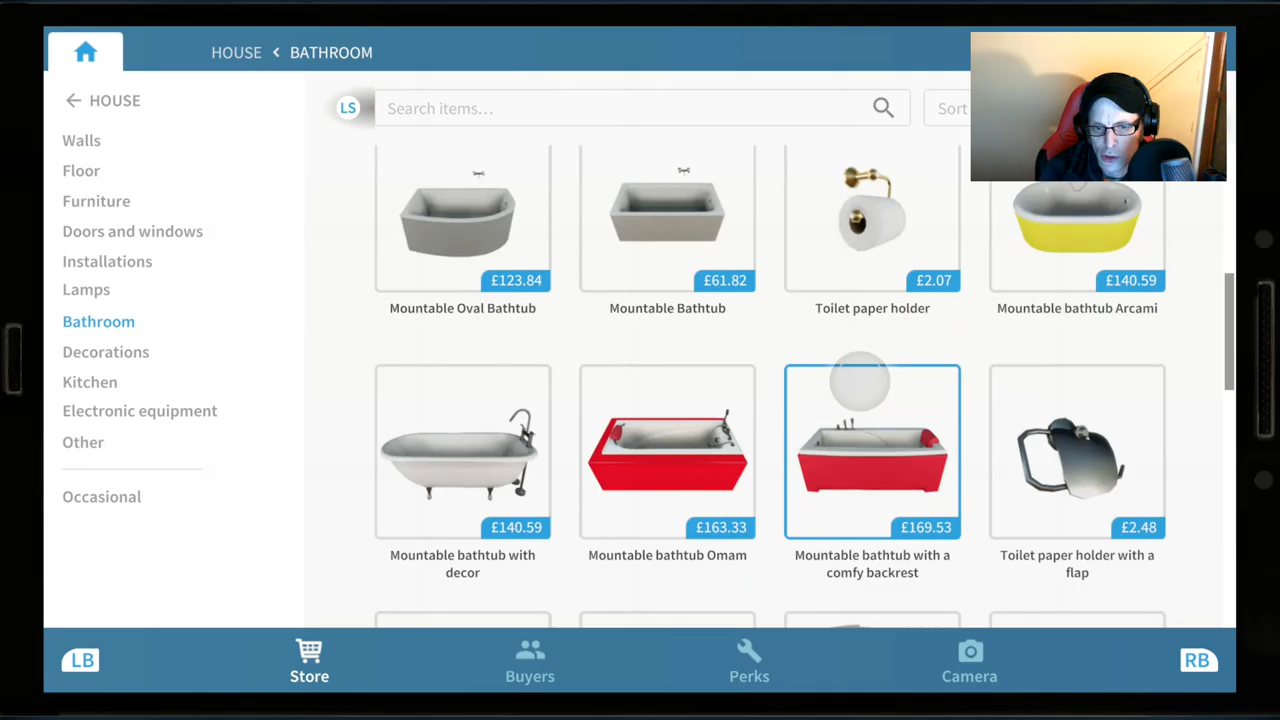 HOUSE < BATHROOM
HOUSE
LS
Search items...
Sort
Walls
Floor
Furniture
Doors and windows
Installations
Lamps
Bathroom
Decorations
Kitchen
Electronic equipment
Other
Occasional
£123.84
£61.82
£2.07
£140.59
Mountable Oval Bathtub
Mountable Bathtub
Toilet paper holder
Mountable bathtub Arcami
£140.59
£163.33
£169.53
£2.48
Mountable bathtub with
decor
Mountable bathtub Omam
Mountable bathtub with a
comfy backrest
Toilet paper holder with a
flap
LB
Store
Buyers
Perks
Camera
RB